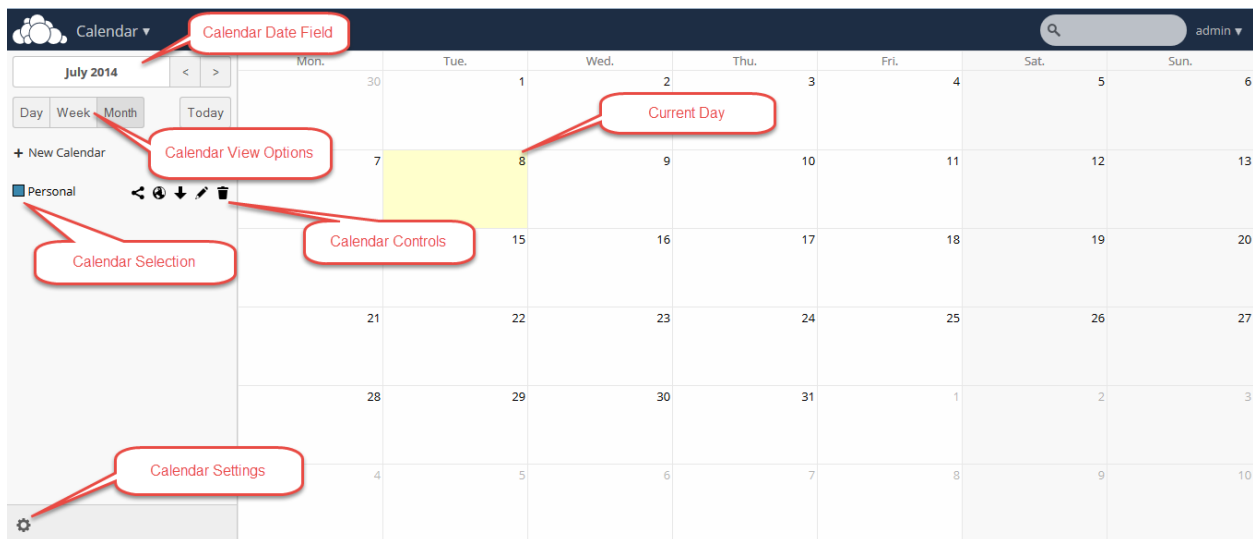 Calendar ▾ Calendar Date Field admin ▾
July 2014 < > Mon. Tue. Wed. Thu. Fri. Sat. Sun.
30 1 2 3 4 5 6
Day Week Month Today Current Day
+ New Calendar Calendar View Options 7 8 9 10 11 12 13
Personal
Calendar Controls 15 16 17 18 19 20
Calendar Selection
21 22 23 24 25 26 27
28 29 30 31 1 2 3
Calendar Settings 4 5 6 7 8 9 10